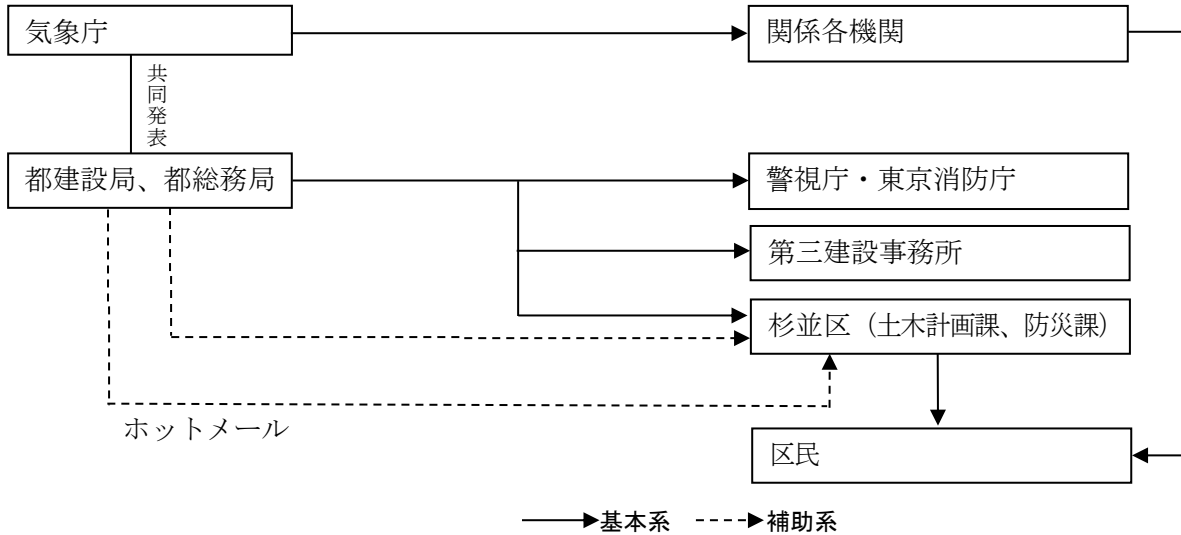 気象庁
関係各機関
共同発表
都建設局、都総務局
警視庁・東京消防庁
第三建設事務所
杉並区（土木計画課、防災課）
ホットメール
区民
基本系
補助系